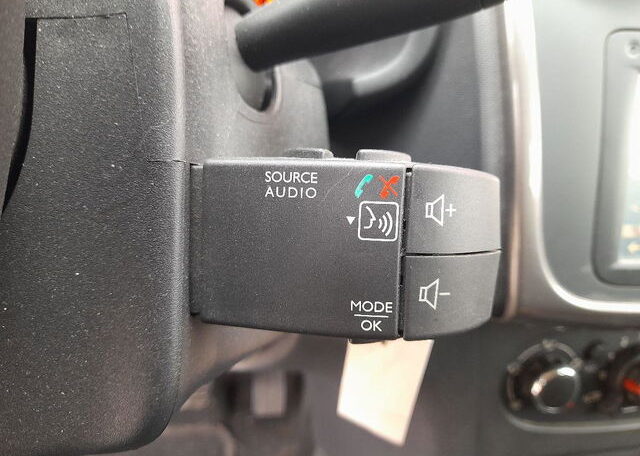 SOURCE
AUDIO
+
MODE
OK
-